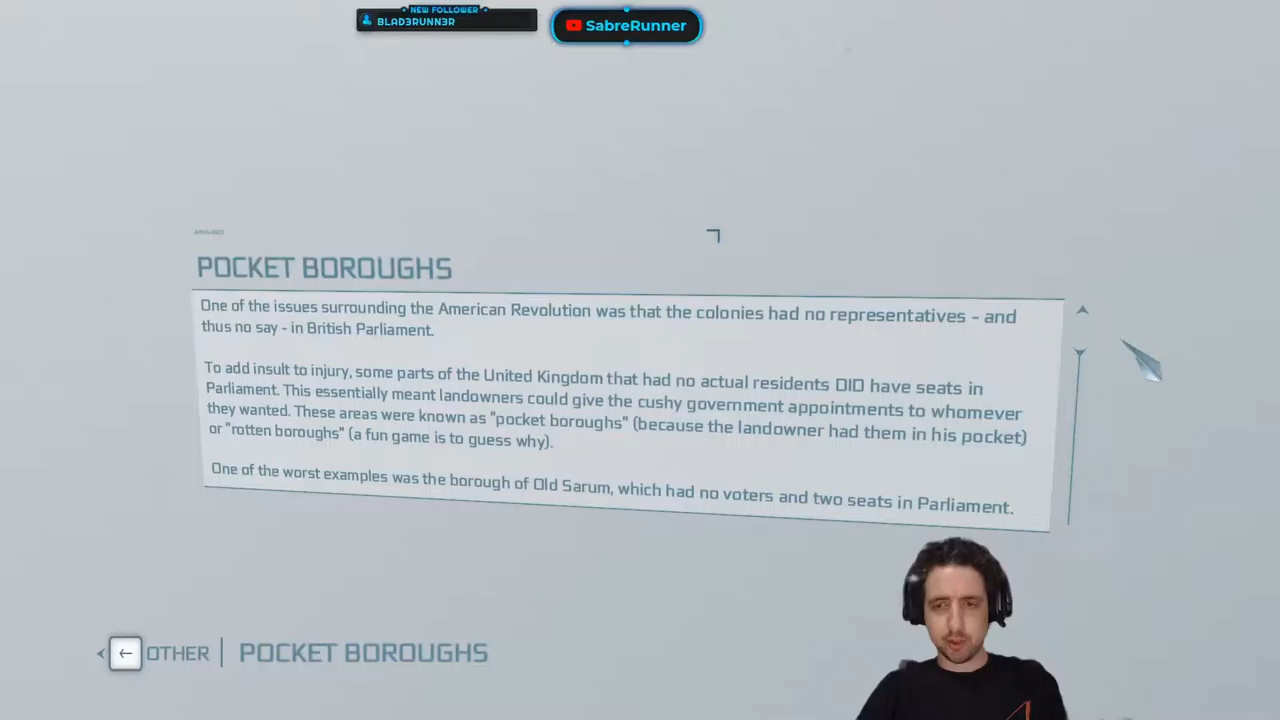 NEW FOLLOWER
BLAD3RUNN3R
SabreRunner
POCKET BOROUGHS
One of the issues surrounding the American Revolution was that the colonies had no representatives - and
thus no say - in British Parliament.
To add insult to injury, some parts of the United Kingdom that had no actual residents DID have seats in
Parliament. This essentially meant landowners could give the cushy government appointments to whomever
they wanted. These areas were known as "pocket boroughs" (because the landowner had them in his pocket)
or "rotten boroughs" (a fun game is to guess why).
One of the worst examples was the borough of Old Sarum, which had no voters and two seats in Parliament.
← OTHER | POCKET BOROUGHS